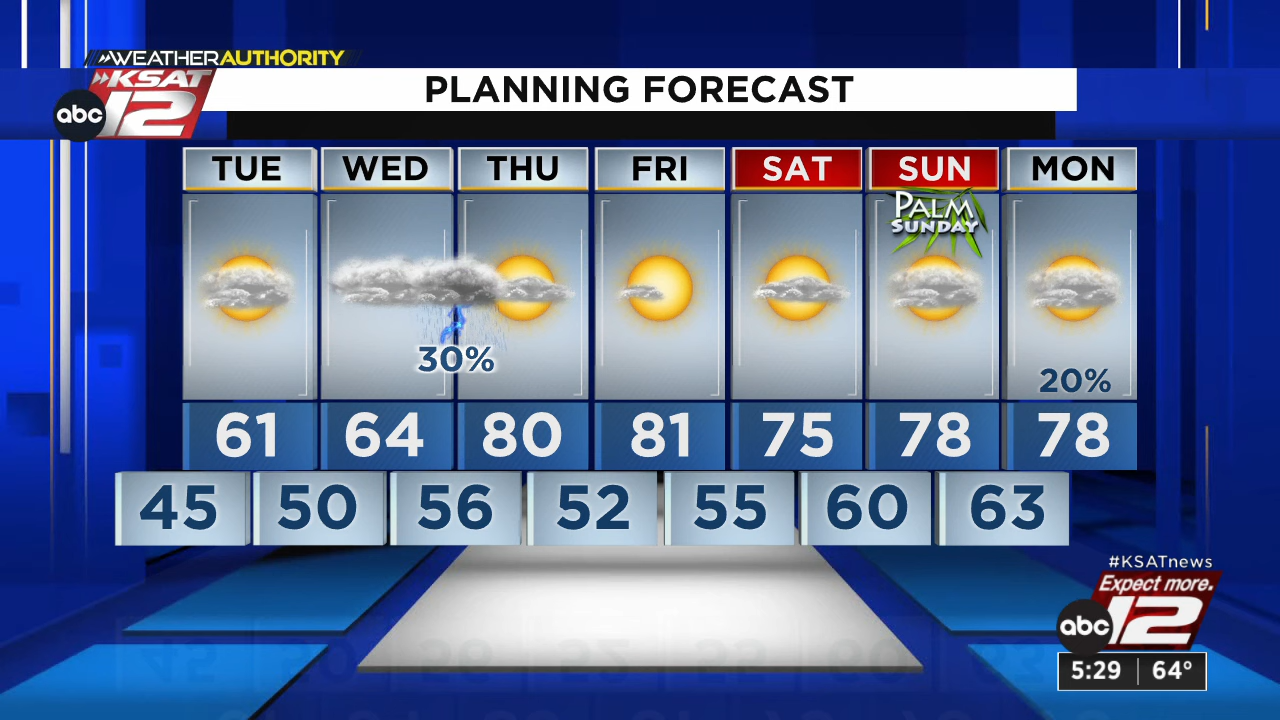 WEATHERAUTHORITY
KSAT
abc 12
PLANNING FORECAST
TUE WED THU FRI SAT SUN MON
PALM
SUNDAY
30%
20%
61 64 80 81 75 78 78
45 50 56 52 55 60 63
#KSATnews
Expect more.
abc 12
5:29 64°